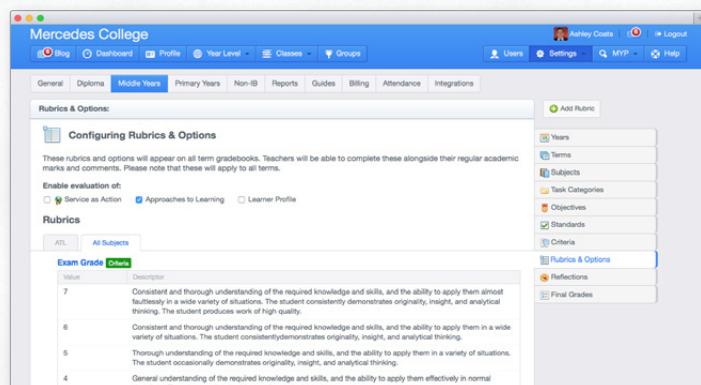 Mercedes College
Ashley Costa
Logout
Blog Dashboard Profile Year Level Classes Groups Users Settings MYP Help
General Diploma Middle Years Primary Years Non-IB Reports Guides Billing Attendance Integrations
Rubrics & Options:
Add Rubric
Configuring Rubrics & Options
These rubrics and options will appear on all term gradebooks. Teachers will be able to complete these alongside their regular academic
marks and comments. Please note that these will apply to all terms.
Enable evaluation of:
Service as Action Approaches to Learning Learner Profile
Rubrics
ATL All Subjects
Exam Grade Criteria
Value Descriptor
7 Consistent and thorough understanding of the required knowledge and skills, and the ability to apply them almost
faultlessly in a wide variety of situations. The student consistently demonstrates originality, insight, and analytical
thinking. The student produces work of high quality.
6 Consistent and thorough understanding of the required knowledge and skills, and the ability to apply them in a wide
variety of situations. The student consistentlydemonstrates originality, insight, and analytical thinking.
5 Thorough understanding of the required knowledge and skills, and the ability to apply them in a variety of situations.
The student occasionally demonstrates originality, insight, and analytical thinking.
4 General understanding of the required knowledge and skills, and the ability to apply them effectively in normal
Years
Terms
Subjects
Task Categories
Objectives
Standards
Criteria
Rubrics & Options
Reflections
Final Grades